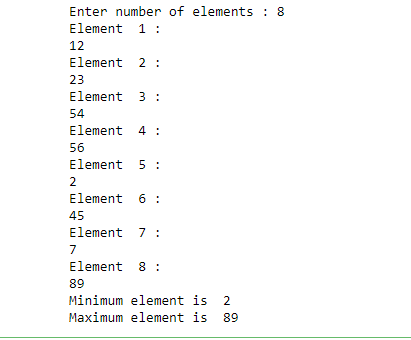 Enter number of elements : 8
Element  1 :
12
Element  2 :
23
Element  3 :
54
Element  4 :
56
Element  5 :
2
Element  6 :
45
Element  7 :
7
Element  8 :
89
Minimum element is  2
Maximum element is  89